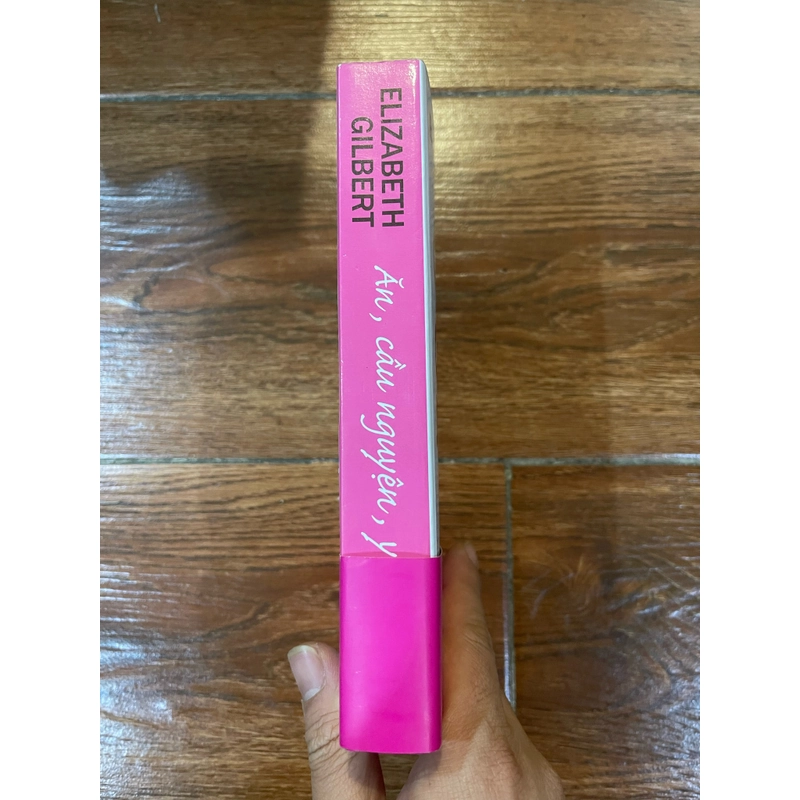 ELIZABETH
GILBERT
Ăn, cầu nguyện, y